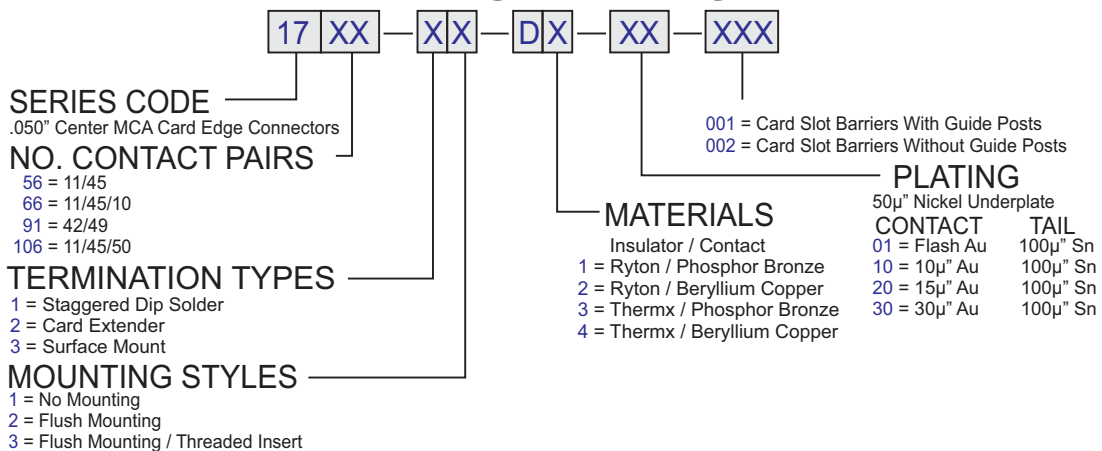 17 XX — X X — D X — XX — XXX
SERIES CODE
.050” Center MCA Card Edge Connectors
NO. CONTACT PAIRS
56 = 11/45
66 = 11/45/10
91 = 42/49
106 = 11/45/50
TERMINATION TYPES
1 = Staggered Dip Solder
2 = Card Extender
3 = Surface Mount
MOUNTING STYLES
1 = No Mounting
2 = Flush Mounting
3 = Flush Mounting / Threaded Insert
MATERIALS
Insulator / Contact
1 = Ryton / Phosphor Bronze
2 = Ryton / Beryllium Copper
3 = Thermx / Phosphor Bronze
4 = Thermx / Beryllium Copper
001 = Card Slot Barriers With Guide Posts
002 = Card Slot Barriers Without Guide Posts
PLATING
50µ” Nickel Underplate
CONTACT TAIL
01 = Flash Au 100µ” Sn
10 = 10µ” Au 100µ” Sn
20 = 15µ” Au 100µ” Sn
30 = 30µ” Au 100µ” Sn